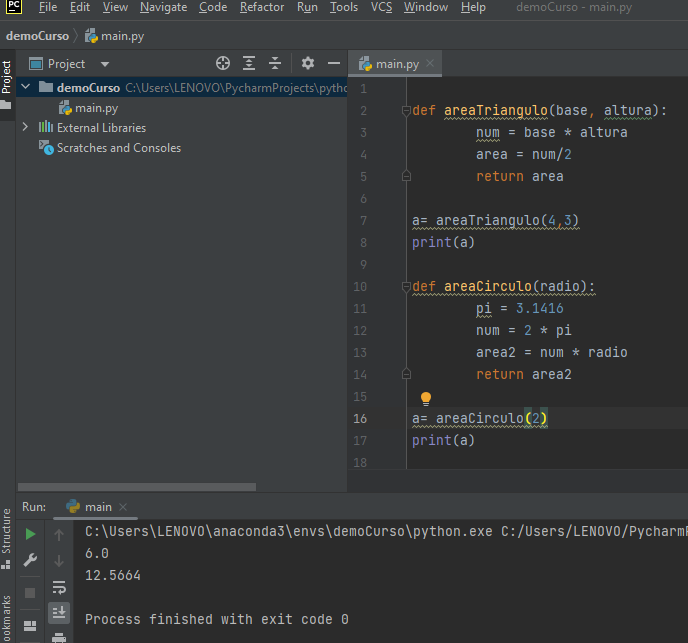 PC File Edit View Navigate Code Refactor Run Tools VCS Window Help demoCurso - main.py
demoCurso main.py
Project
Project
main.py
demoCurso C:\Users\LENOVO\PycharmProjects\pytho
main.py
External Libraries
Scratches and Consoles
1
2 def areaTriangulo(base, altura):
3 num = base * altura
4 area = num/2
5 return area
6
7 a= areaTriangulo(4,3)
8 print(a)
9
10 def areaCirculo(radio):
11 pi = 3.1416
12 num = 2 * pi
13 area2 = num * radio
14 return area2
15
16 a= areaCirculo(2)
17 print(a)
18
Structure
ookmarks
Run: main
C:\Users\LENOVO\anaconda3\envs\demoCurso\python.exe C:/Users/LENOVO/PycharmP
6.0
12.5664
Process finished with exit code 0